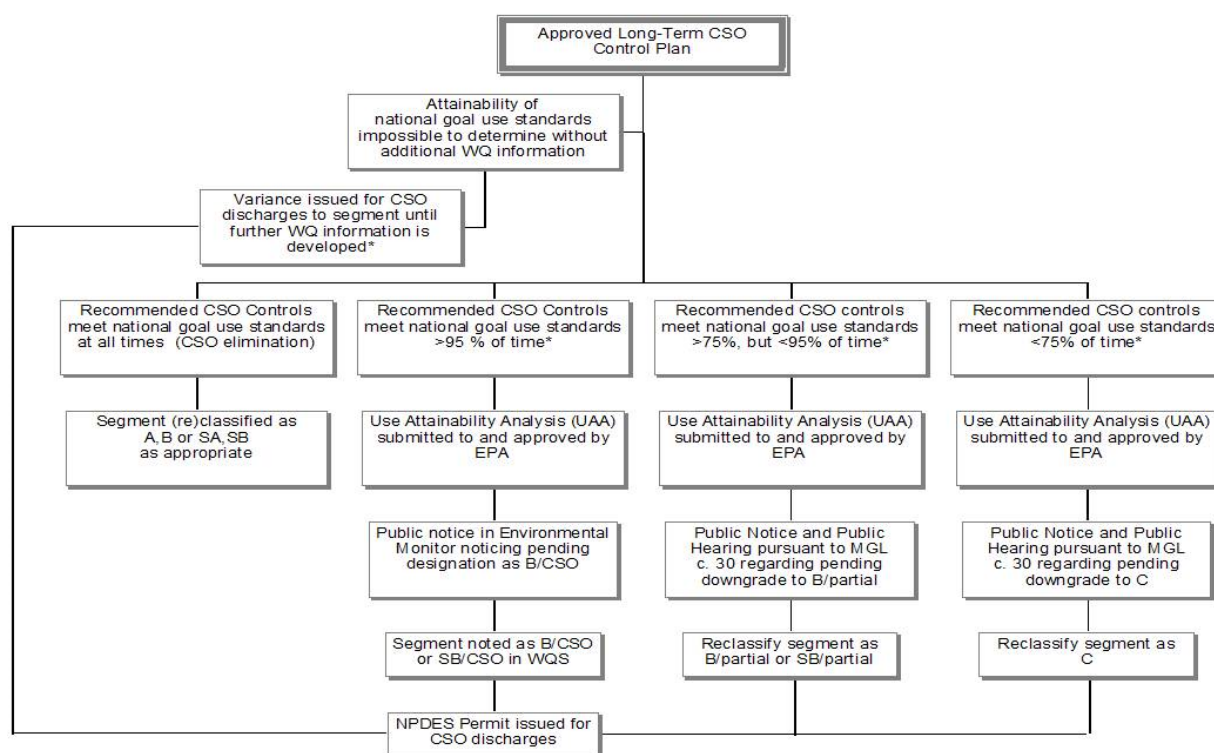 Approved Long-Term CSO
Control Plan
Attainability of
national goal use standards
impossible to determine without
additional WQ information
Variance issued for CSO
discharges to segment until
further WQ information is
developed*
Recommended CSO Controls
meet national goal use standards
at all times (CSO elimination)
Segment (re)classified as
A,B or SA,SB
as appropriate
Recommended CSO Controls
meet national goal use standards
>95 % of time*
Use Attainability Analysis (UAA)
submitted to and approved by
EPA
Public notice in Environmental
Monitor noticing pending
designation as B/CSO
Segment noted as B/CSO
or SB/CSO in WQS
Recommended CSO controls
meet national goal use standards
>75%, but <95% of time*
Use Attainability Analysis (UAA)
submitted to and approved by
EPA
Public Notice and Public
Hearing pursuant to MGL
c. 30 regarding pending
downgrade to B/partial
Reclassify segment as
B/partial or SB/partial
Recommended CSO controls
meet national goal use standards
<75% of time*
Use Attainability Analysis (UAA)
submitted to and approved by
EPA
Public Notice and Public
Hearing pursuant to MGL
c. 30 regarding pending
downgrade to C
Reclassify segment as
C
NPDES Permit issued for
CSO discharges